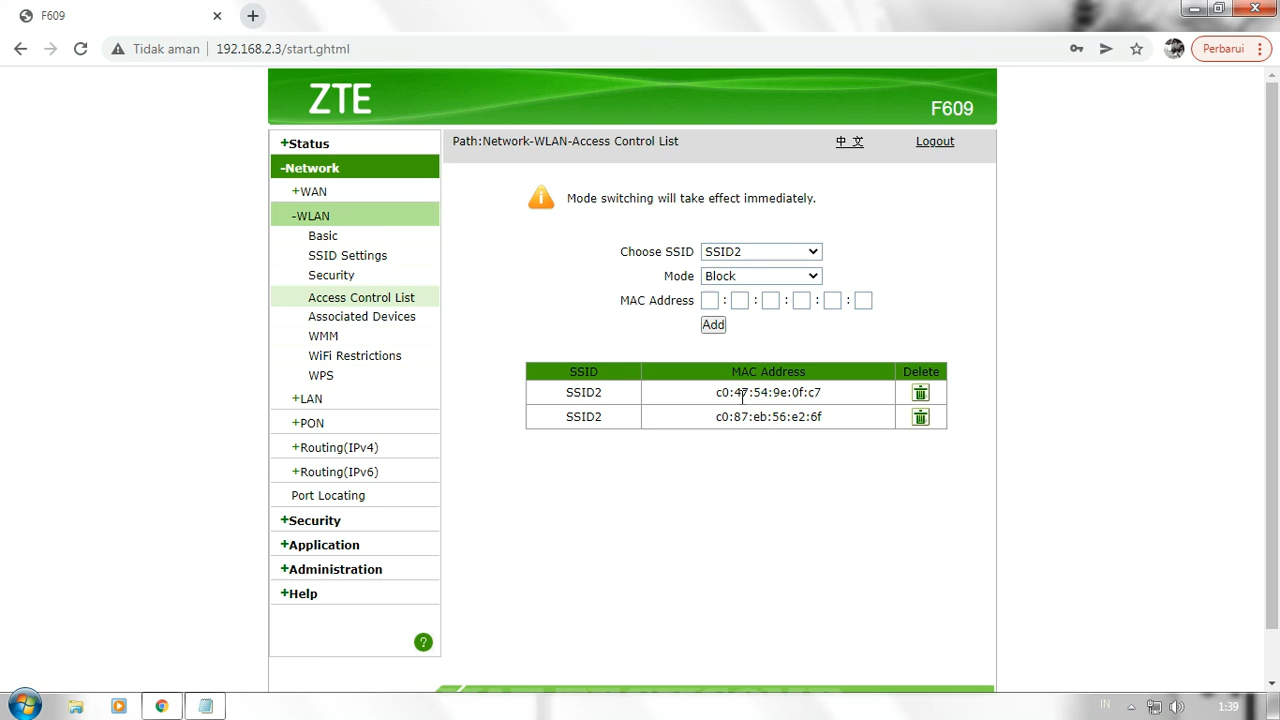 F609
Tidak aman 192.168.2.3/start.ghtml Perbarui
ZTE
F609
+Status
-Network
+WAN
-WLAN
Basic
SSID Settings
Security
Access Control List
Associated Devices
WMM
WiFi Restrictions
WPS
+LAN
+PON
+Routing(IPv4)
+Routing(IPv6)
Port Locating
+Security
+Application
+Administration
+Help
?
Path:Network-WLAN-Access Control List 中 文 Logout
Mode switching will take effect immediately.
Choose SSID SSID2
Mode Block
MAC Address : : : : :
Add
SSID MAC Address Delete
SSID2 c0:47:54:9e:0f:c7
SSID2 c0:87:eb:56:e2:6f
IN 1:39